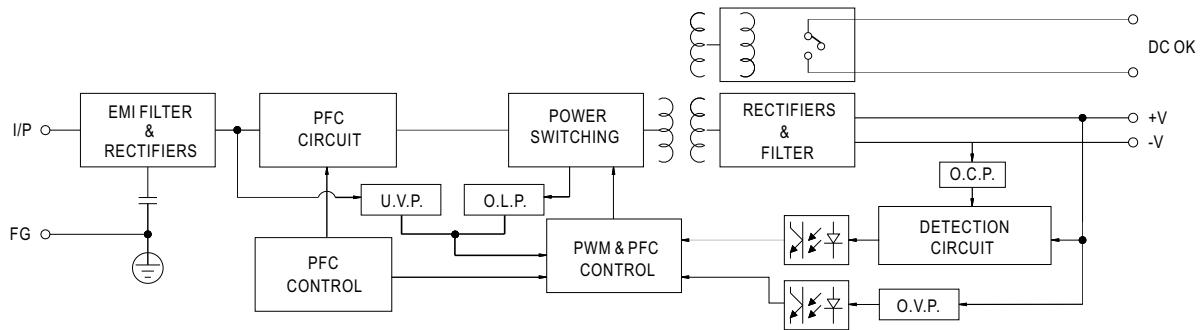 DC OK
I/P
EMI FILTER
&
RECTIFIERS
PFC
CIRCUIT
POWER
SWITCHING
RECTIFIERS
&
FILTER
+V
-V
O.C.P.
U.V.P.
O.L.P.
FG
PFC
CONTROL
PWM & PFC
CONTROL
DETECTION
CIRCUIT
O.V.P.